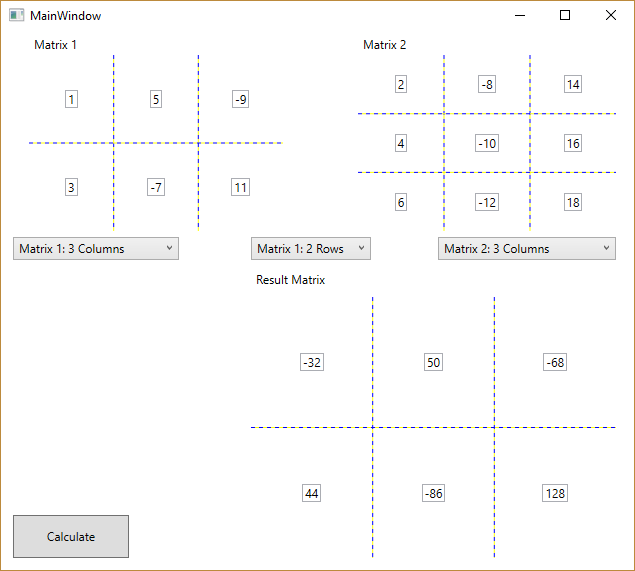 MainWindow
Matrix 1
Matrix 2
1 5 -9
3 -7 11
2 -8 14
4 -10 16
6 -12 18
Matrix 1: 3 Columns
Matrix 1: 2 Rows
Matrix 2: 3 Columns
Result Matrix
-32 50 -68
44 -86 128
Calculate